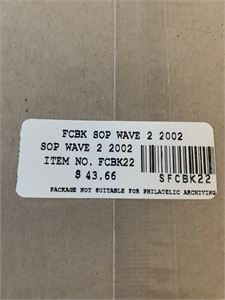 FCBK SOP WAVE 2 2002
SOP WAVE 2 2002
ITEM NO. FCBK22
$ 43.66
SFCBK22
PACKAGE NOT SUITABLE FOR PHILATELIC ARCHIVING